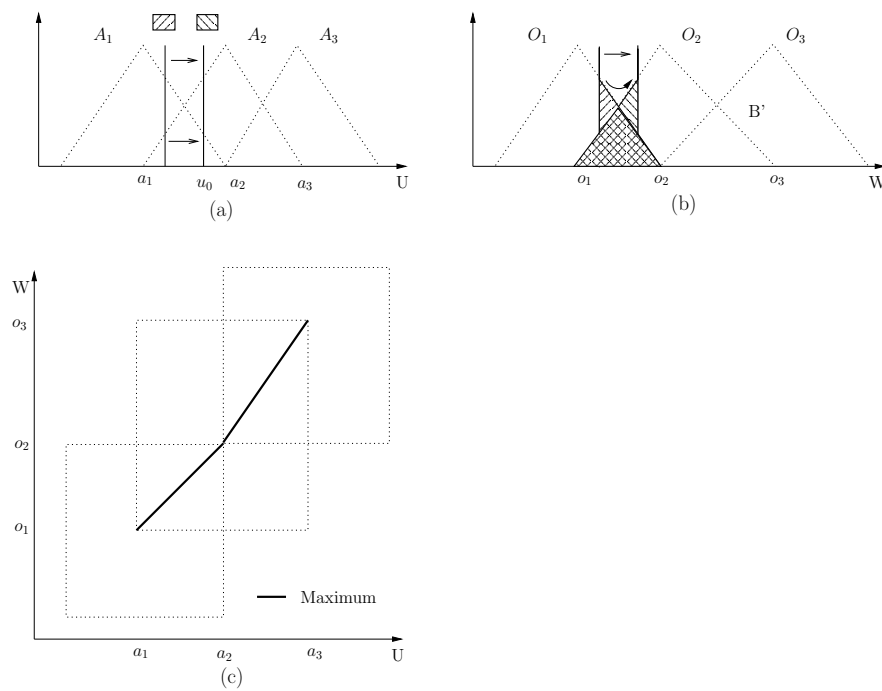 A₁ A₂ A₃
a₁ u₀ a₂ a₃ U
(a)
O₁ O₂ O₃
B'
o₁ o₂ o₃ W
(b)
W
o₃
o₂
o₁
Maximum
a₁ a₂ a₃ U
(c)